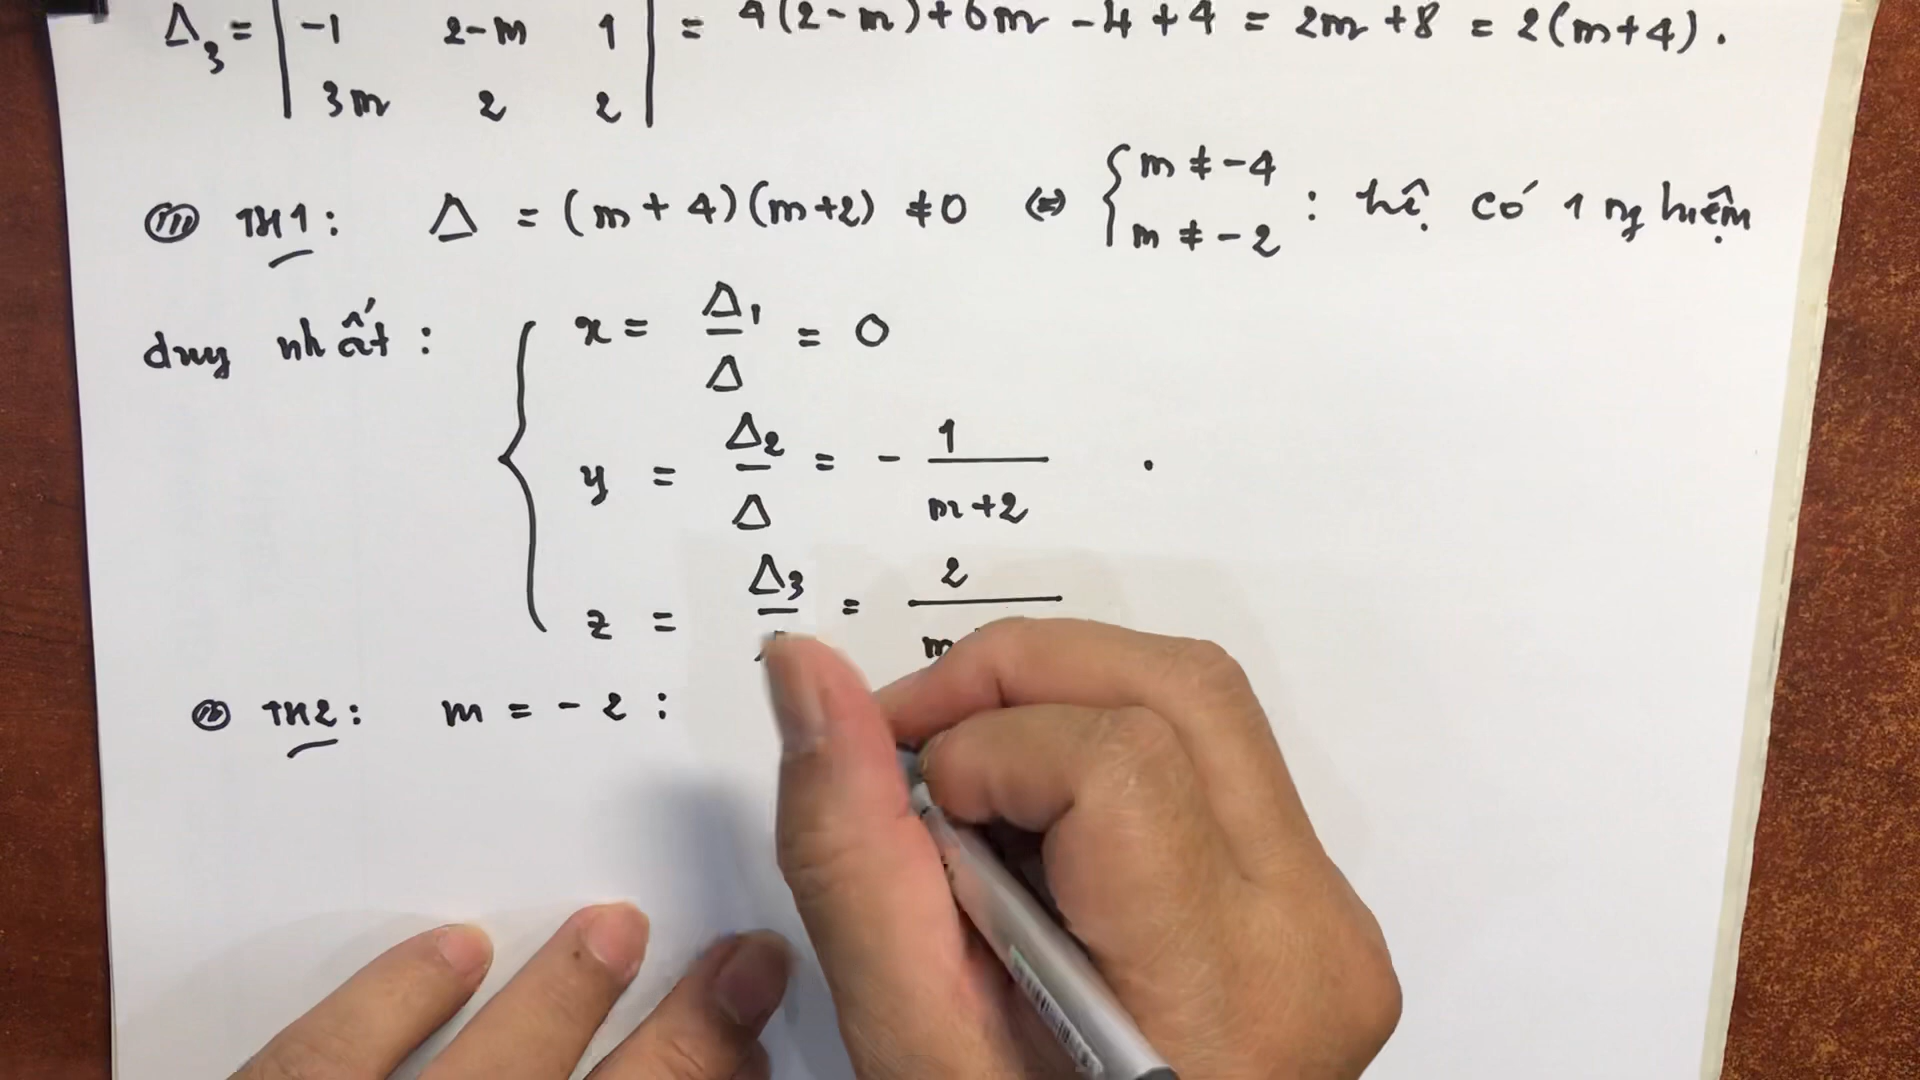 Δ₃ = | -1 2-m 1 | = 4(2-m)+6m -4 +4 = 2m +8 = 2(m+4).
3m 2 2
TH1: Δ = (m+4)(m+2) ≠ 0 (=) { m ≠ -4 : hệ có 1 nghiệm
m ≠ -2
duy nhất: { x = Δ₁/Δ = 0
y = Δ₂/Δ = - 1/(m+2) .
z = Δ₃/ = 2/m
TH2: m = -2 :